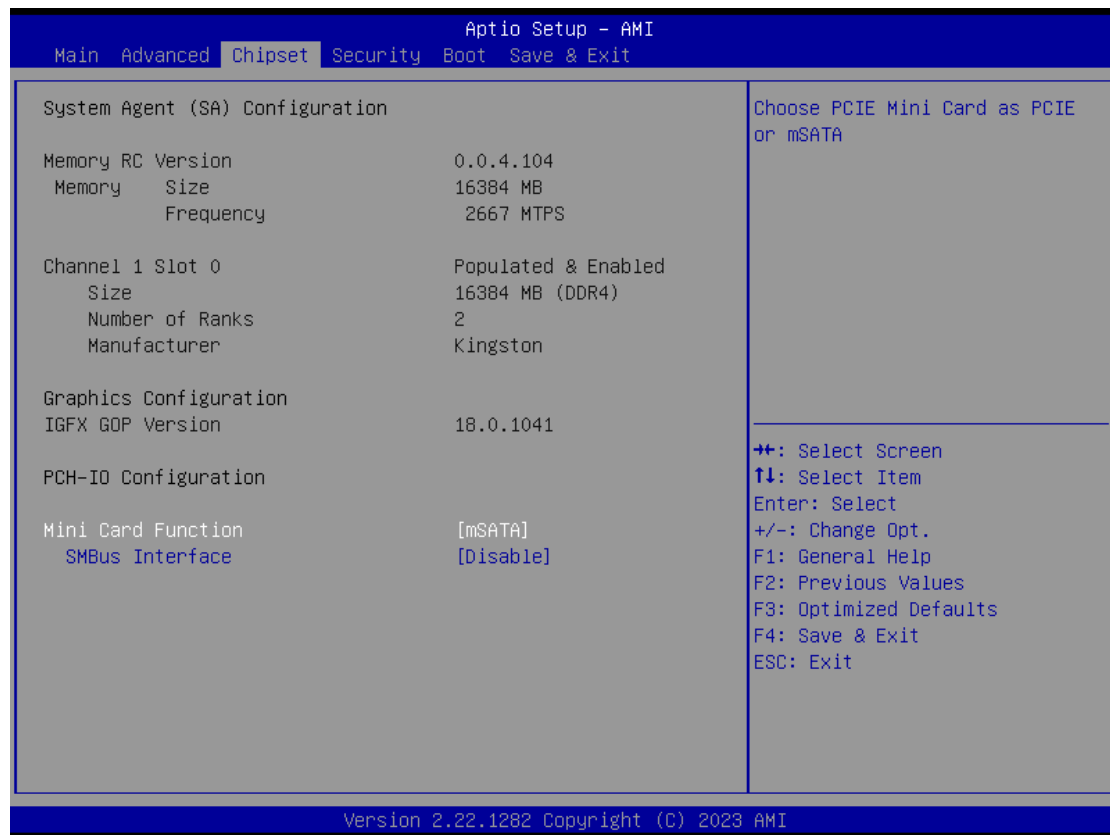 Aptio Setup – AMI
Main Advanced Chipset Security Boot Save & Exit
System Agent (SA) Configuration
Memory RC Version 0.0.4.104
Memory Size 16384 MB
Frequency 2667 MTPS
Channel 1 Slot 0 Populated & Enabled
Size 16384 MB (DDR4)
Number of Ranks 2
Manufacturer Kingston
Graphics Configuration
IGFX GOP Version 18.0.1041
PCH-IO Configuration
Mini Card Function [mSATA]
SMBus Interface [Disable]
Choose PCIE Mini Card as PCIE
or mSATA
→←: Select Screen
↑↓: Select Item
Enter: Select
+/-: Change Opt.
F1: General Help
F2: Previous Values
F3: Optimized Defaults
F4: Save & Exit
ESC: Exit
Version 2.22.1282 Copyright (C) 2023 AMI